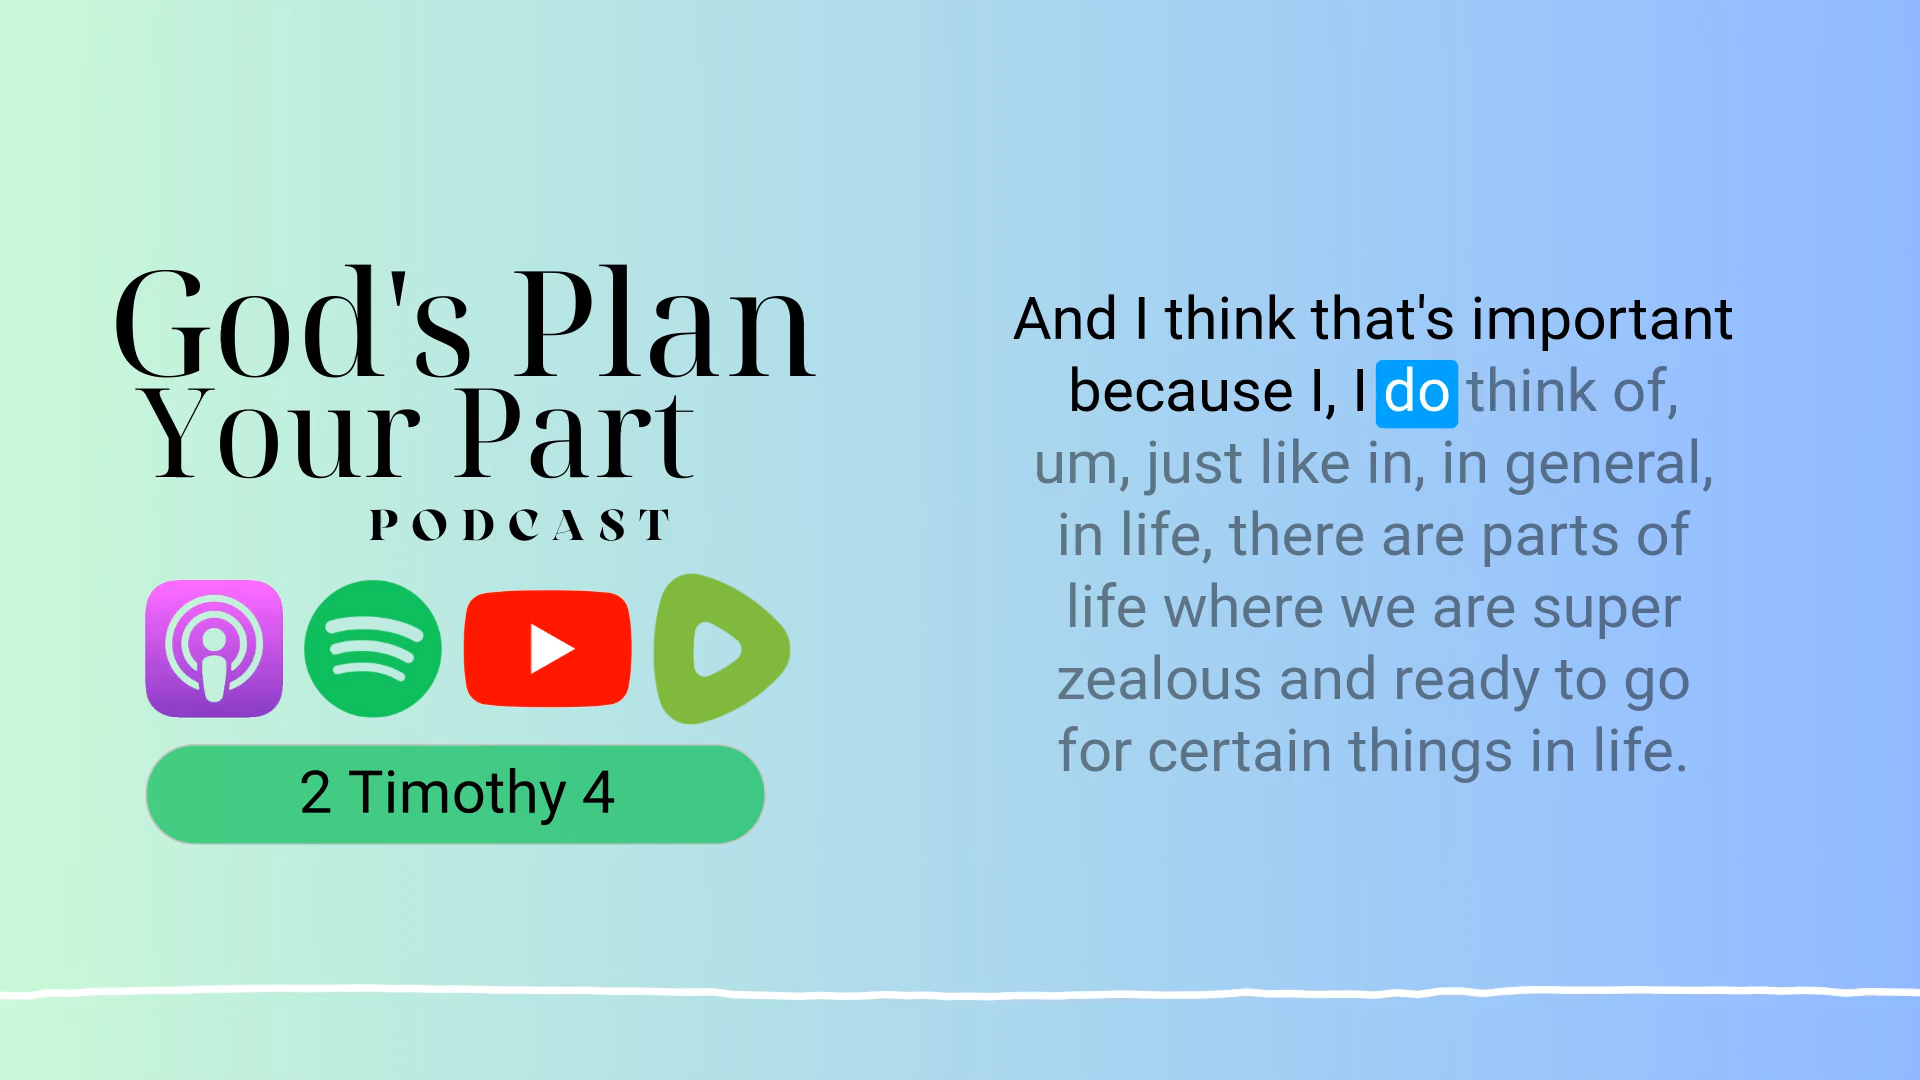 God's Plan
Your Part
PODCAST
2 Timothy 4
And I think that's important
because I, I do think of,
um, just like in, in general,
in life, there are parts of
life where we are super
zealous and ready to go
for certain things in life.